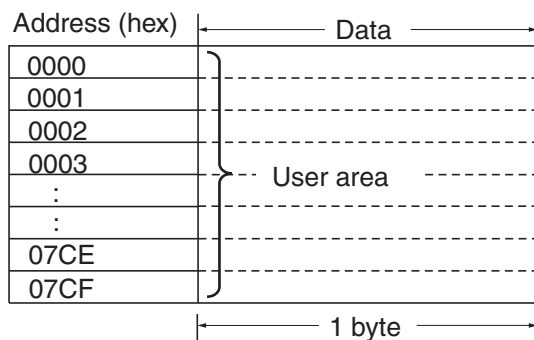 Address (hex) Data
0000
0001
0002
0003
User area
:
:
07CE
07CF
1 byte